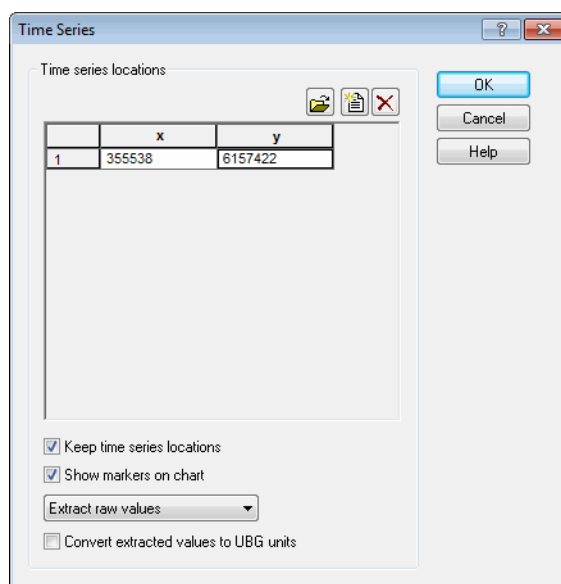 Time Series
Time series locations
OK
Cancel
Help
x y
1 355538 6157422
Keep time series locations
Show markers on chart
Extract raw values
Convert extracted values to UBG units